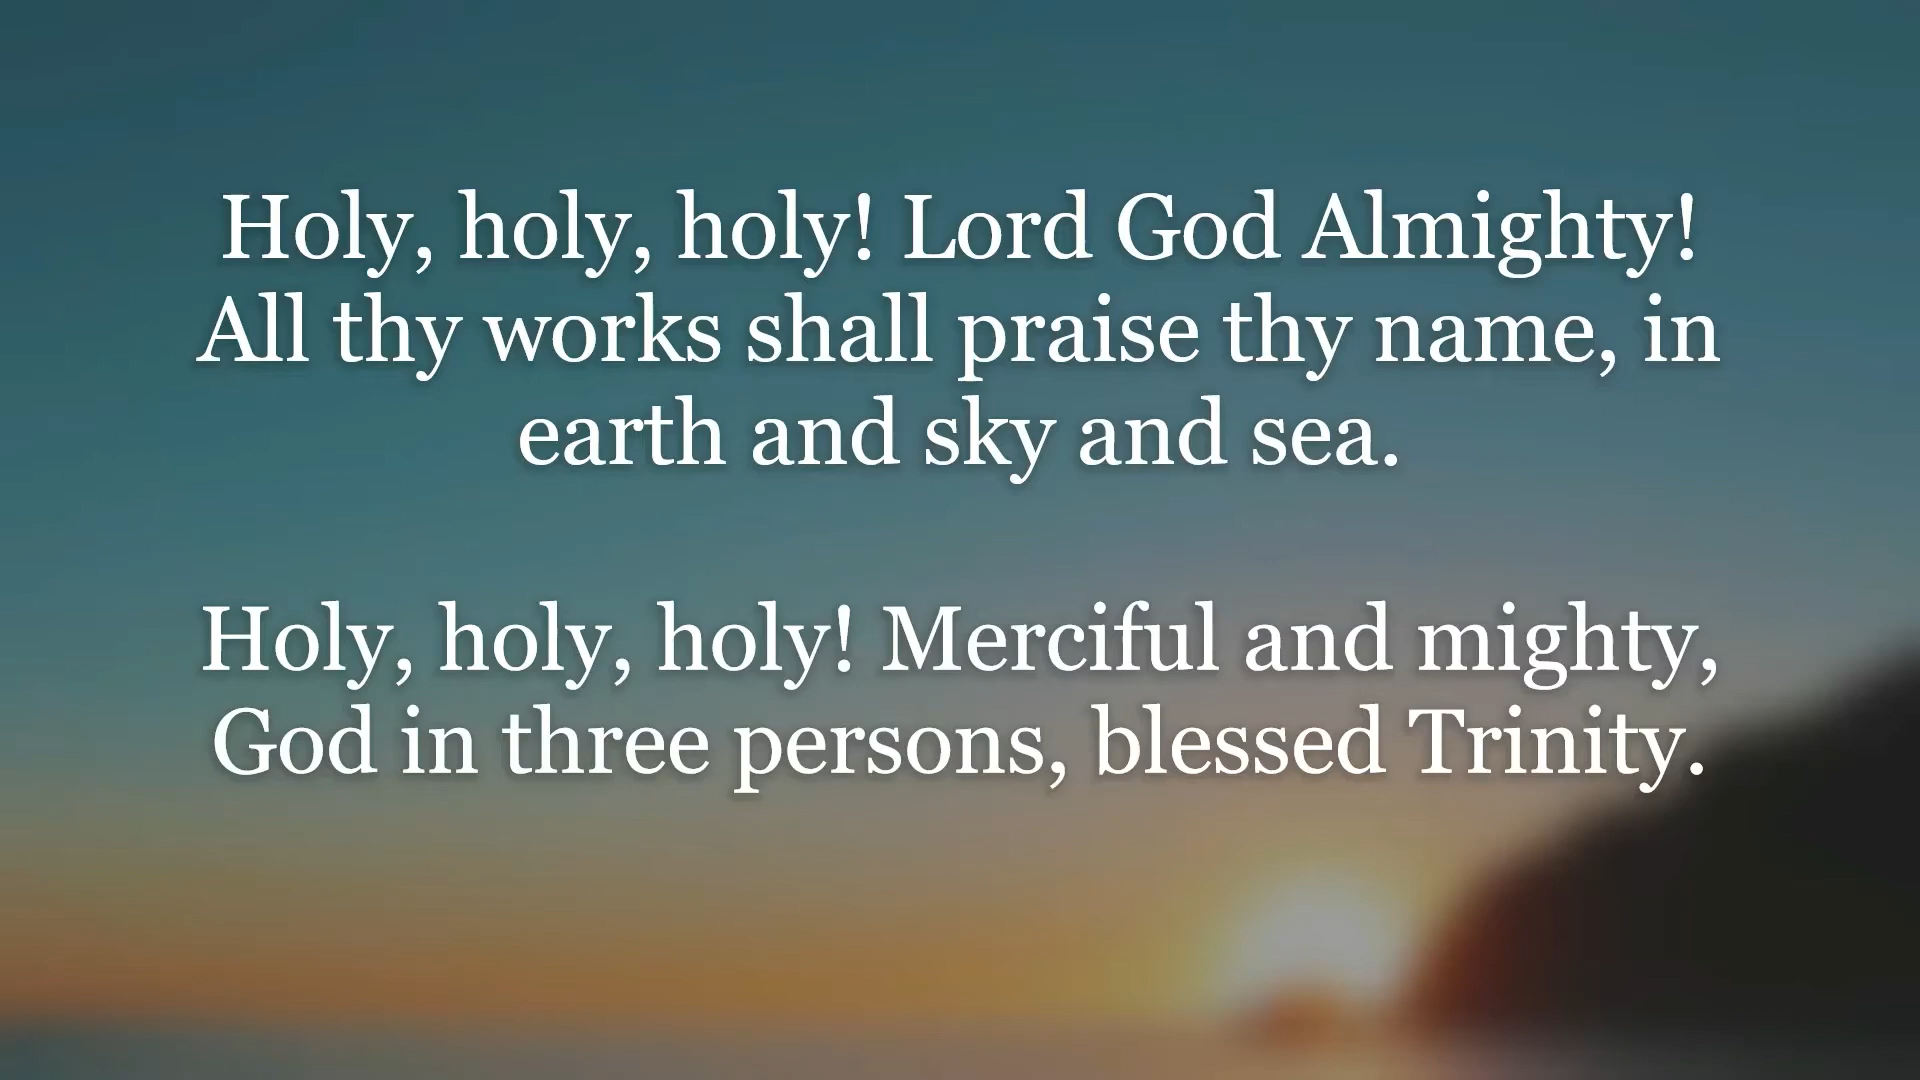 Holy, holy, holy! Lord God Almighty!
All thy works shall praise thy name, in
earth and sky and sea.
Holy, holy, holy! Merciful and mighty,
God in three persons, blessed Trinity.